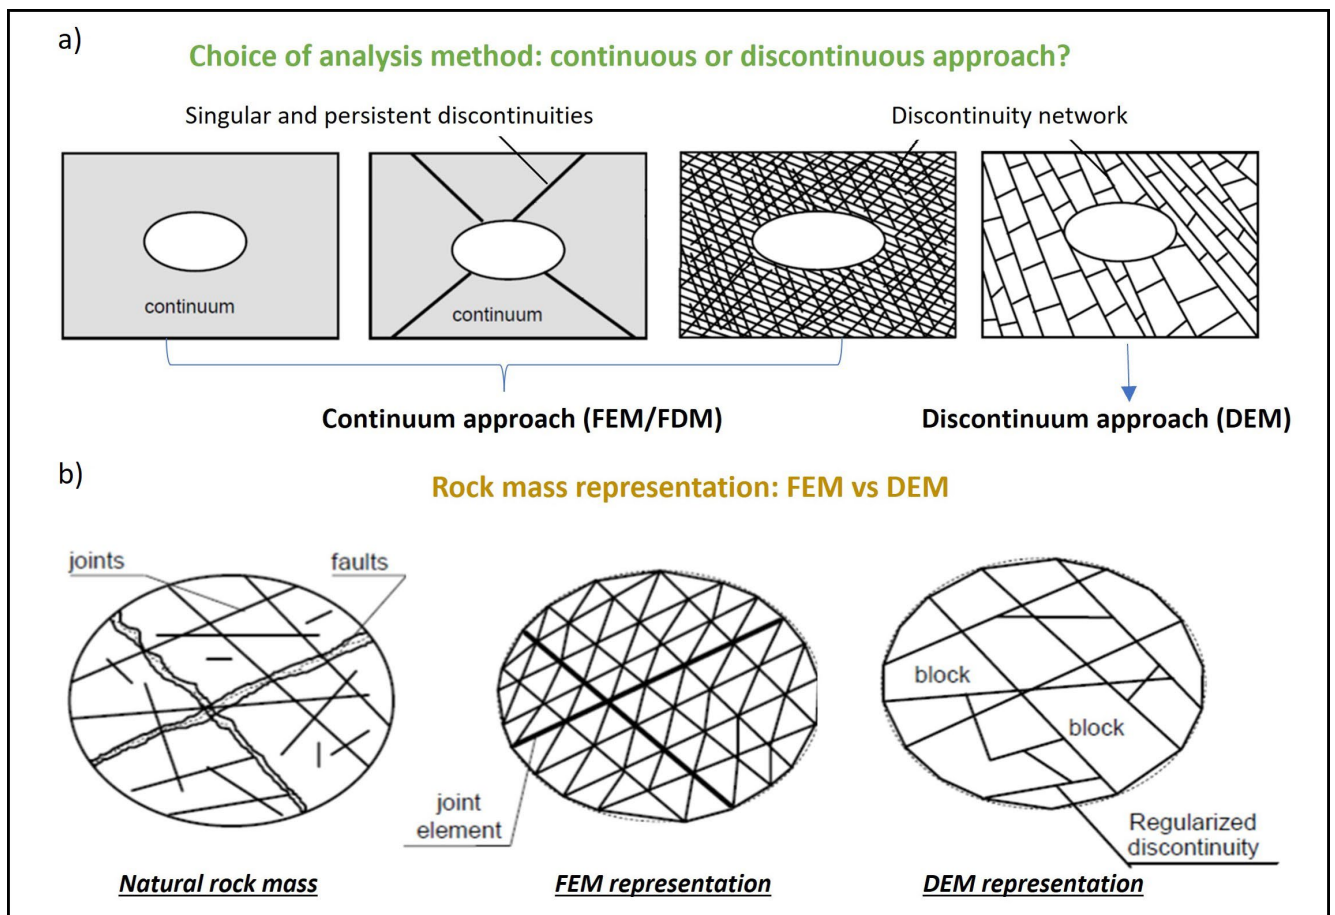 a)
Choice of analysis method: continuous or discontinuous approach?
Singular and persistent discontinuities
Discontinuity network
continuum
continuum
Continuum approach (FEM/FDM)
Discontinuum approach (DEM)
b)
Rock mass representation: FEM vs DEM
joints
faults
block
block
joint
element
Regularized
discontinuity
Natural rock mass
FEM representation
DEM representation